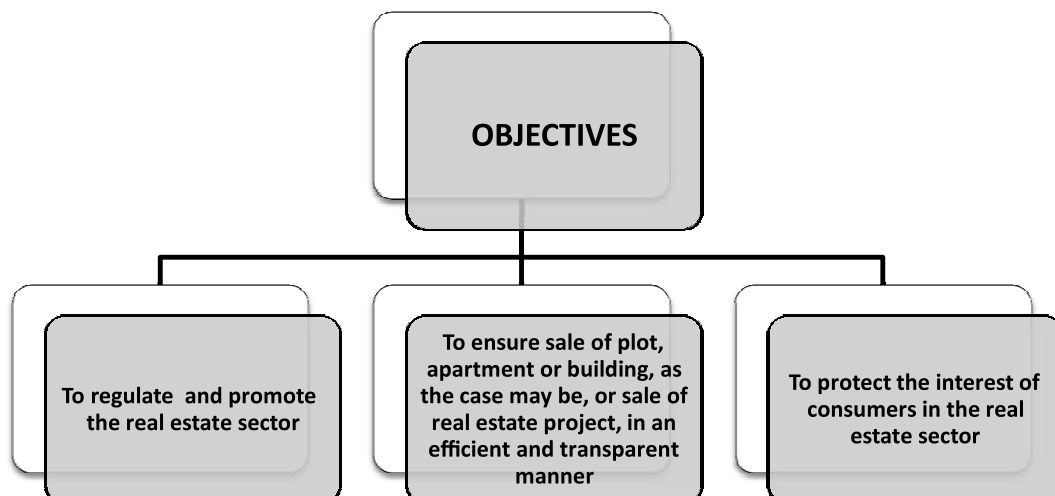 OBJECTIVES
To regulate  and promote
the real estate sector
To ensure sale of plot,
apartment or building, as
the case may be, or sale of
real estate project, in an
efficient and transparent
manner
To protect the interest of
consumers in the real
estate sector